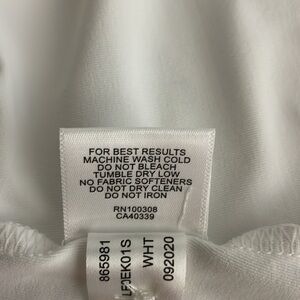 FOR BEST RESULTS
MACHINE WASH COLD
DO NOT BLEACH
TUMBLE DRY LOW
NO FABRIC SOFTENERS
DO NOT DRY CLEAN
DO NOT IRON
RN100308
CA40339
865981
WHT
092020